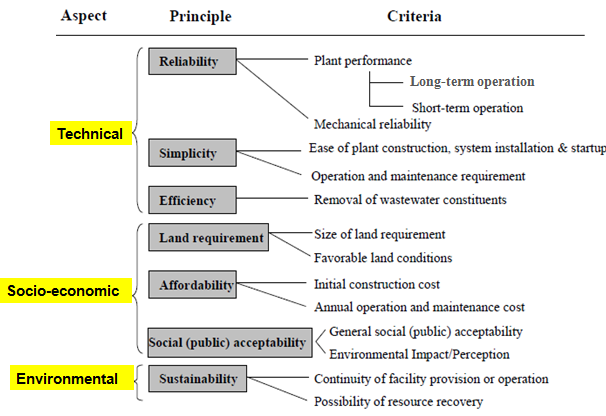 Aspect Principle Criteria
Technical
Reliability
Plant performance
Long-term operation
Short-term operation
Mechanical reliability
Simplicity
Ease of plant construction, system installation & startup
Operation and maintenance requirement
Efficiency
Removal of wastewater constituents
Socio-economic
Land requirement
Size of land requirement
Favorable land conditions
Affordability
Initial construction cost
Annual operation and maintenance cost
Social (public) acceptability
General social (public) acceptability
Environmental Impact/Perception
Environmental
Sustainability
Continuity of facility provision or operation
Possibility of resource recovery